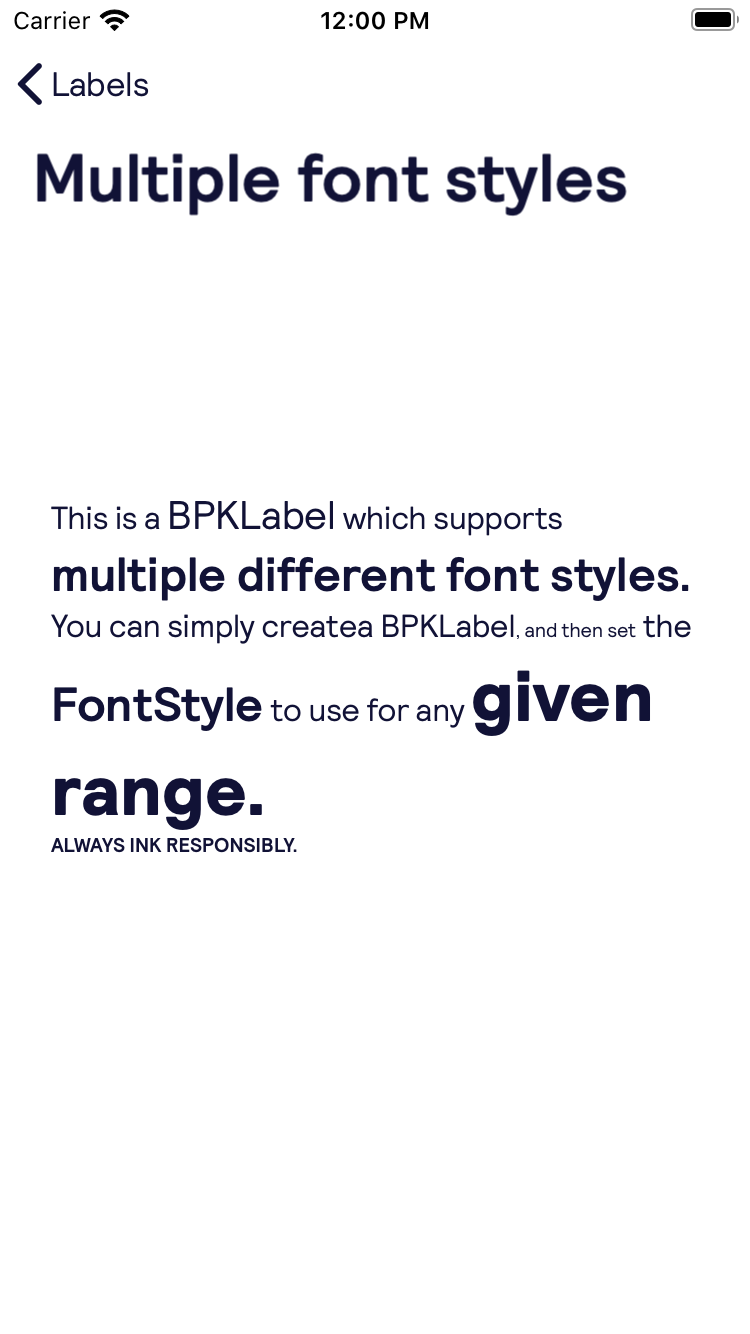 Carrier 12:00 PM
Labels
Multiple font styles
This is a BPKLabel which supports
multiple different font styles.
You can simply createa BPKLabel, and then set the
FontStyle to use for any given
range.
ALWAYS INK RESPONSIBLY.